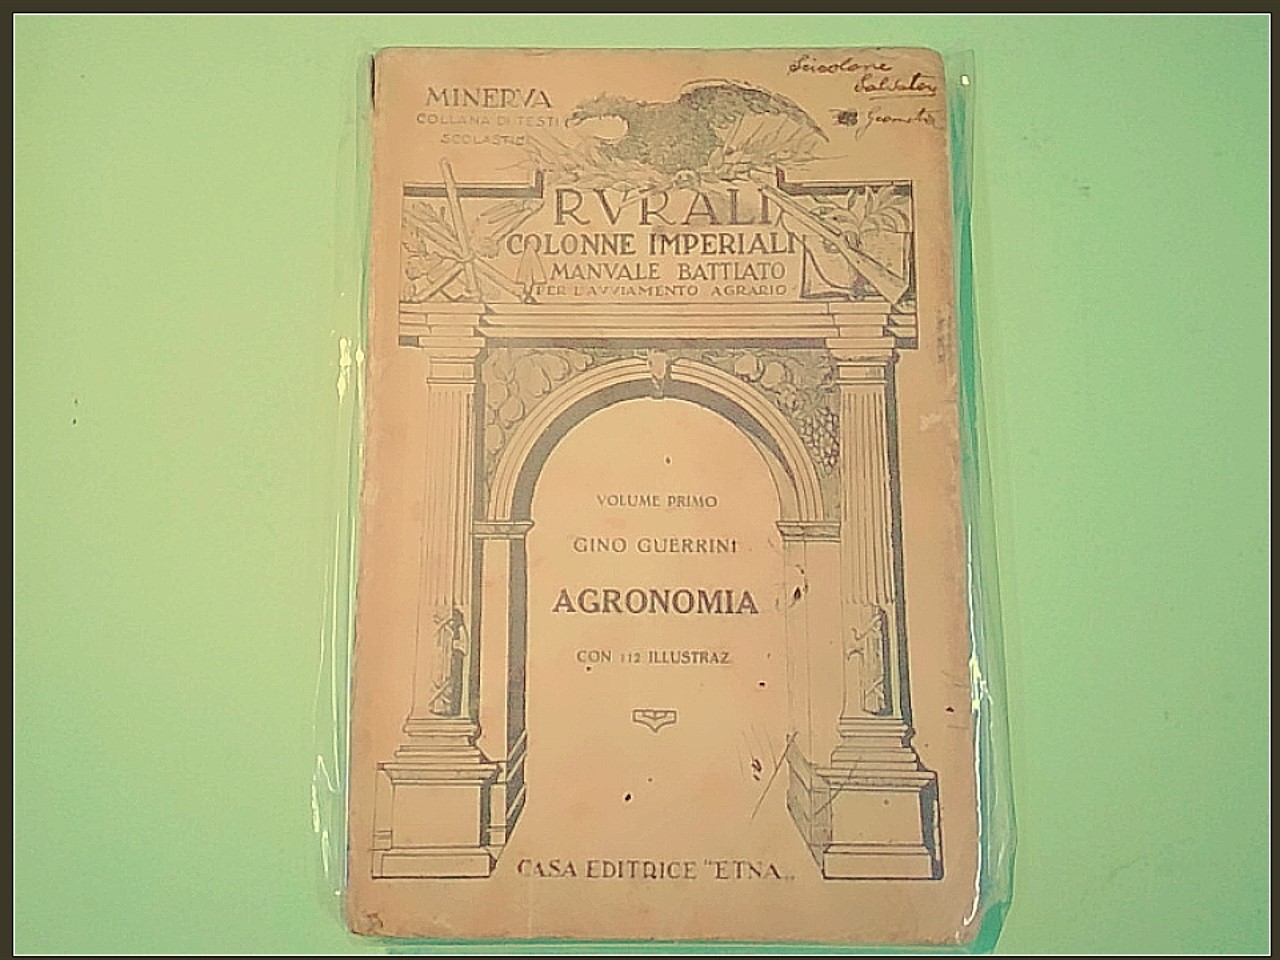 MINERVA
COLLANA DI TESTI
SCOLASTICI
Scicolone
Salvatore
Geometra
RVRALI
COLONNE IMPERIALI
MANVALE BATTIATO
PER L'AVVIAMENTO AGRARIO
VOLUME PRIMO
GINO GUERRINI
AGRONOMIA
CON 112 ILLUSTRAZ
CASA EDITRICE "ETNA„